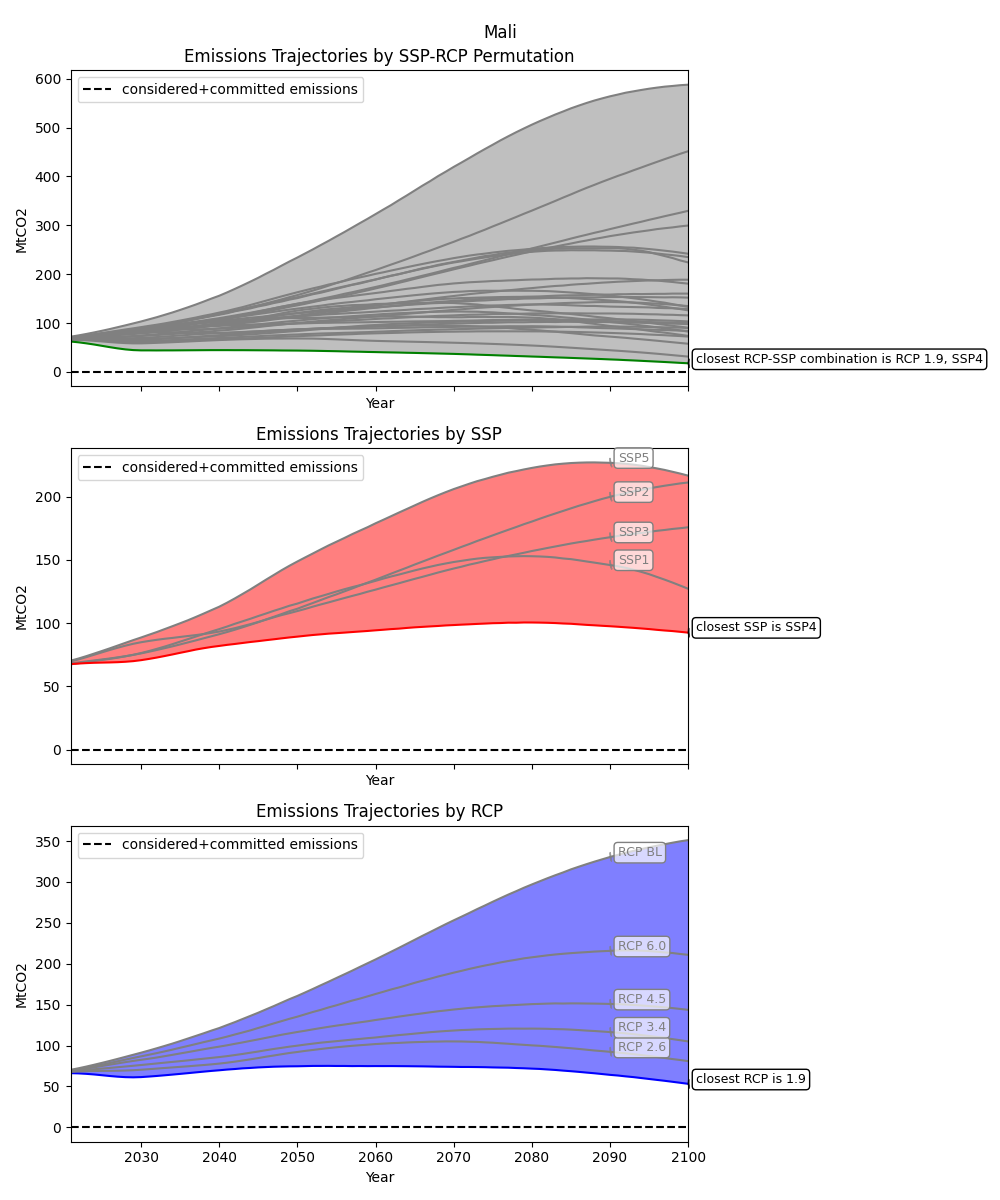 Mali
Emissions Trajectories by SSP-RCP Permutation
considered+committed emissions
600
500
400
300
200
100
0
MtCO2
closest RCP-SSP combination is RCP 1.9, SSP4
Year
Emissions Trajectories by SSP
considered+committed emissions
SSP5
SSP2
SSP3
SSP1
200
150
100
50
0
MtCO2
closest SSP is SSP4
Year
Emissions Trajectories by RCP
considered+committed emissions
RCP BL
RCP 6.0
RCP 4.5
RCP 3.4
RCP 2.6
350
300
250
200
150
100
50
0
MtCO2
closest RCP is 1.9
2030 2040 2050 2060 2070 2080 2090 2100
Year